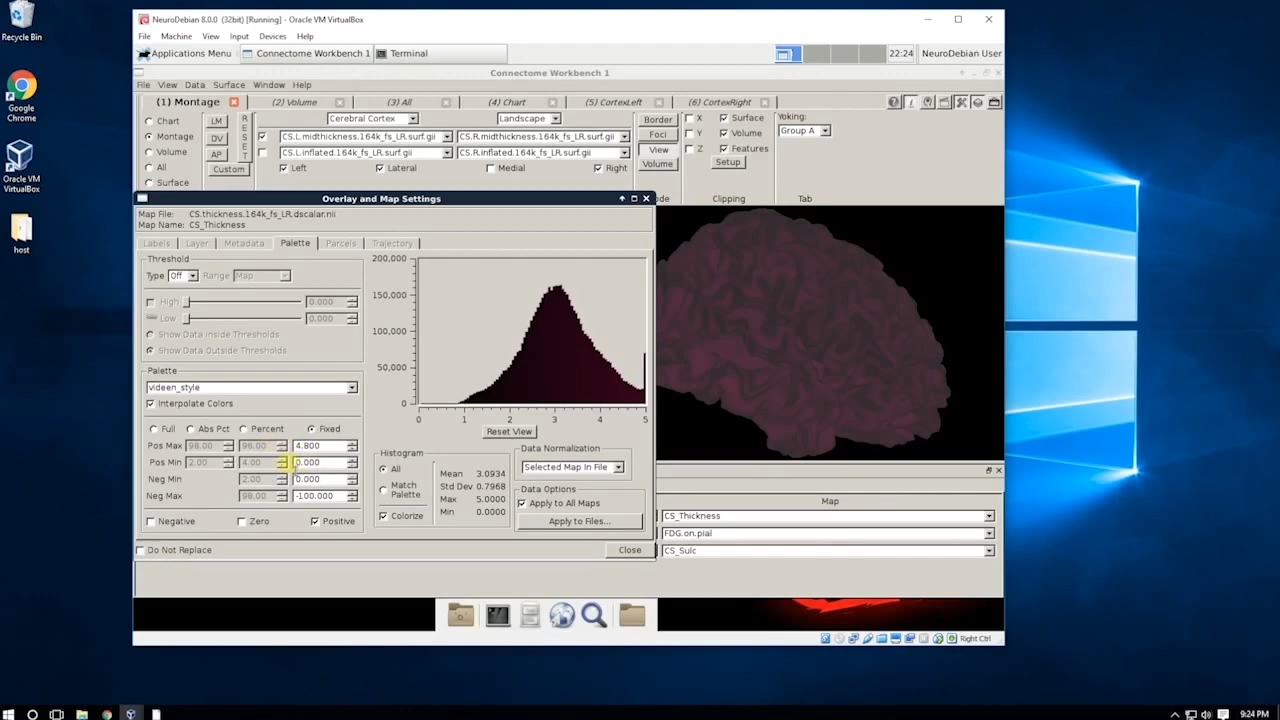 Recycle Bin
Google
Chrome
Oracle VM
VirtualBox
host
NeuroDebian 8.0.0 (32bit) [Running] - Oracle VM VirtualBox
File Machine View Input Devices Help
Applications Menu Connectome Workbench 1 Terminal 22:24 NeuroDebian User
Connectome Workbench 1
File View Data Surface Window Help
(1) Montage (2) Volume (3) All (4) Chart (5) CortexLeft (6) CortexRight
Chart LM RESET Cerebral Cortex Landscape Border X Surface Yoking:
Montage DV CS.L.midthickness.164k_fs_LR.surf.gii CS.R.midthickness.164k_fs_LR.surf.gii Foci Y Volume Group A
Volume AP CS.L.inflated.164k_fs_LR.surf.gii CS.R.inflated.164k_fs_LR.surf.gii View Z Features
All Custom Left Lateral Medial Right Volume Setup
Surface
ode Clipping Tab
Overlay and Map Settings
Map File: CS.thickness.164k_fs_LR.dscalar.nii
Map Name: CS_Thickness
Labels Layer Metadata Palette Parcels Trajectory
Threshold
Type Off Range Map
High 0.000
Low 0.000
Show Data Inside Thresholds
Show Data Outside Thresholds
Palette
videen_style
Interpolate Colors
Full Abs Pct Percent Fixed
Pos Max 98.00 96.00 4.800
Pos Min 2.00 4.00 0.000
Neg Min 2.00 0.000
Neg Max 98.00 -100.000
Negative Zero Positive
200,000
150,000
100,000
50,000
0
0 1 2 3 4 5
Reset View
Histogram
All
Match
Palette
Colorize
Mean 3.0934
Std Dev 0.7968
Max 5.0000
Min 0.0000
Data Normalization
Selected Map In File
Data Options
Apply to All Maps
Apply to Files...
Do Not Replace Close
Map
CS_Thickness
FDG.on.pial
CS_Sulc
Right Ctrl
9:24 PM